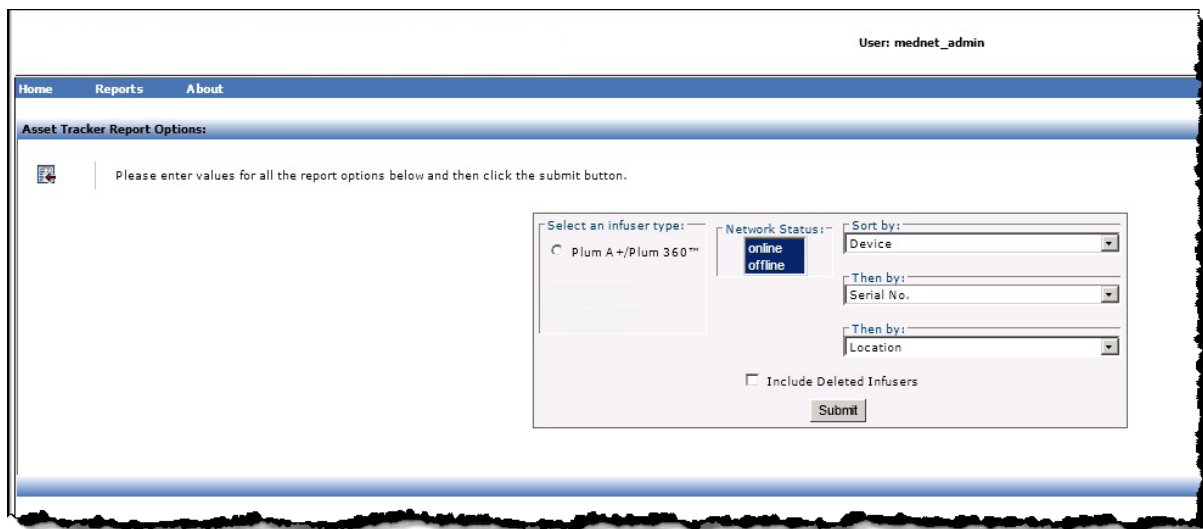 User: mednet_admin
Home Reports About
Asset Tracker Report Options:
Please enter values for all the report options below and then click the submit button.
Select an infuser type:
Plum A+/Plum 360™
Network Status:
online
offline
Sort by:
Device
Then by:
Serial No.
Then by:
Location
Include Deleted Infusers
Submit